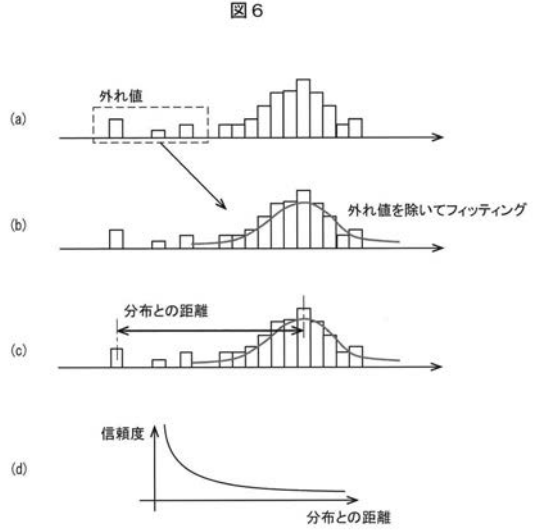 図6
外れ値
(a)
外れ値を除いてフィッティング
(b)
分布との距離
(c)
信頼度
(d)
分布との距離